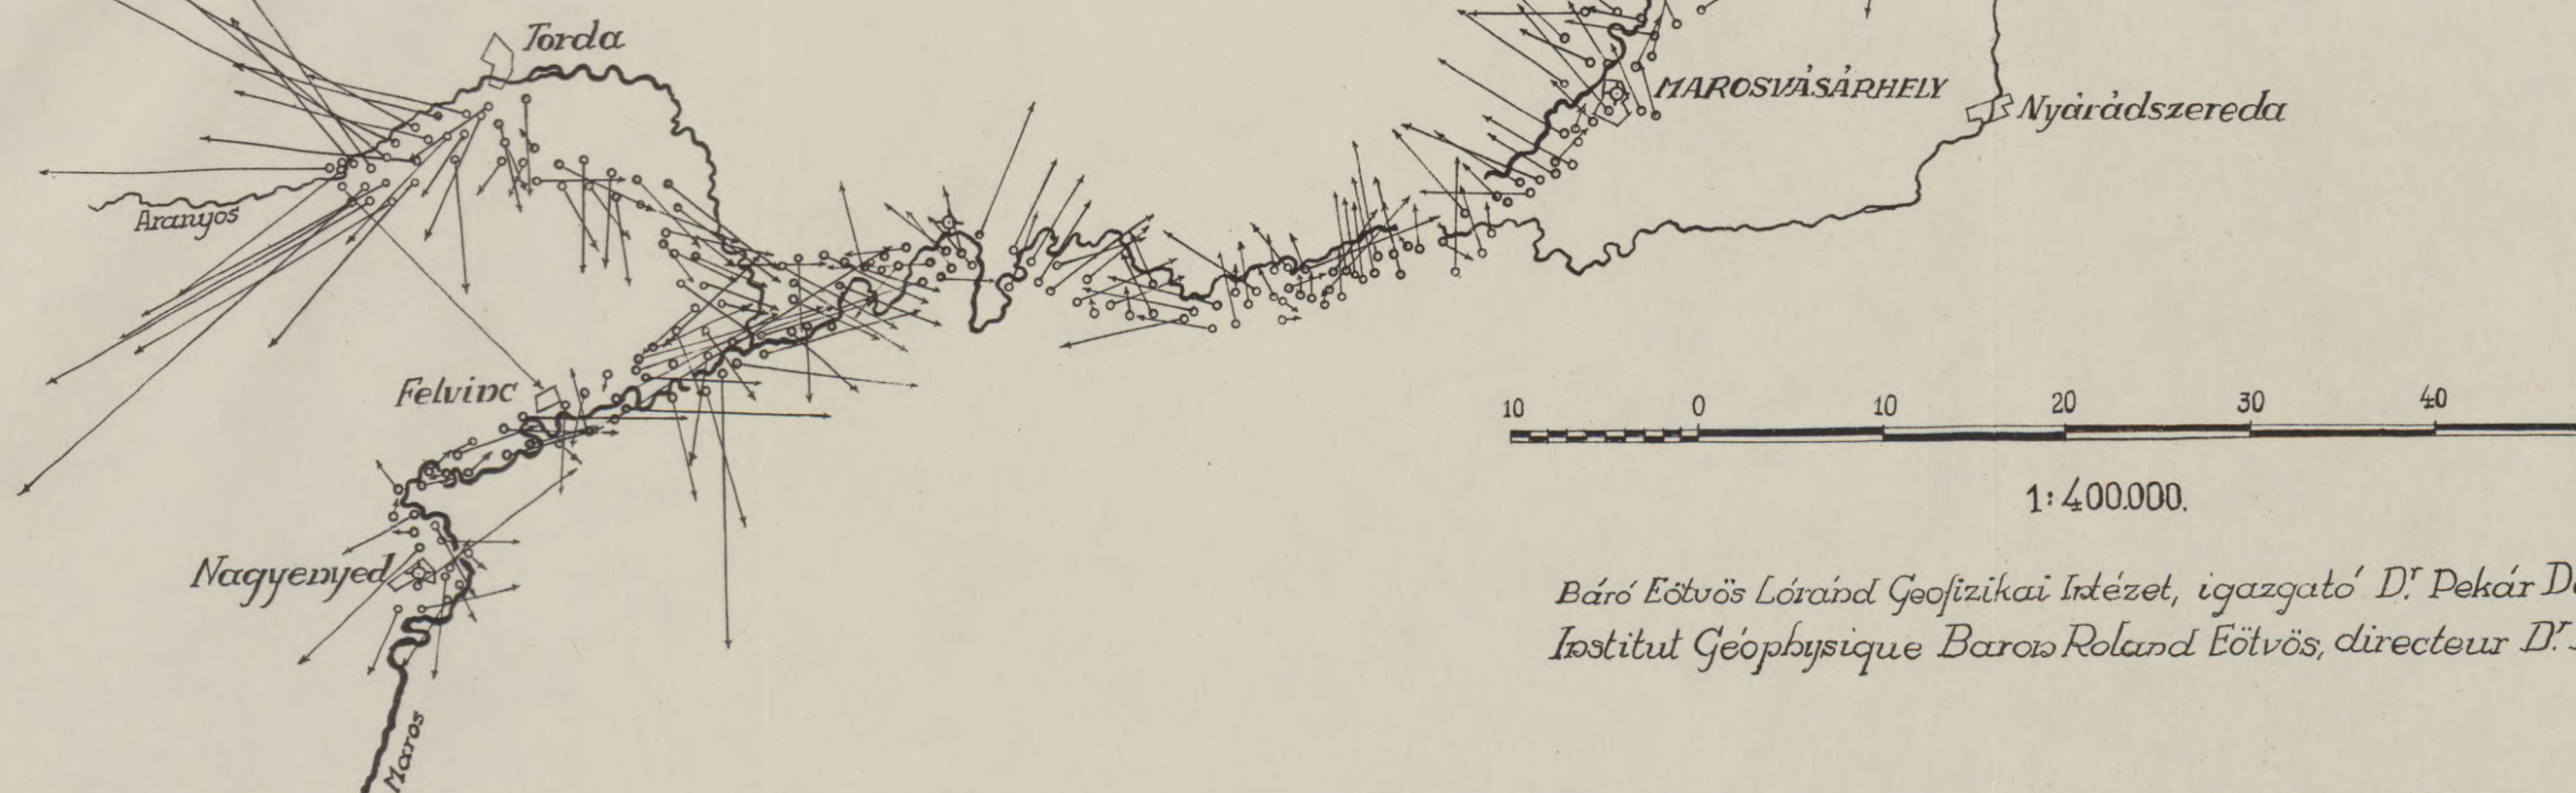 Torda
MAROSVÁSÁRHELY
Nyárádszereda
Aranyos
Felvinc
10 0 10 20 30 40
1:400.000.
Nagyenyed
Báró Eötvös Lóránd Geofizikai Intézet, igazgató Dr. Pekár
Institut Géophysique Baron Roland Eötvös, directeur Dr.
Maros